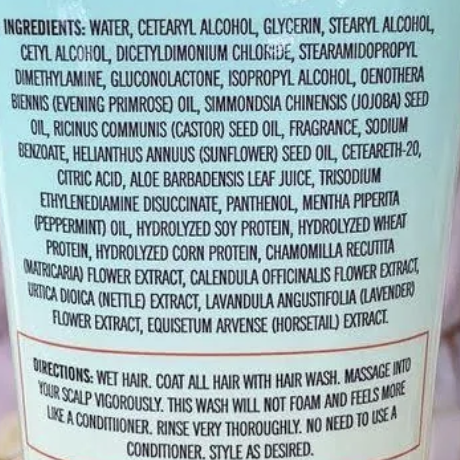 INGREDIENTS: WATER, CETEARYL ALCOHOL, GLYCERIN, STEARYL ALCOHOL,
CETYL ALCOHOL, DICETYLDIMONIUM CHLORIDE, STEARAMIDOPROPYL
DIMETHYLAMINE, GLUCONOLACTONE, ISOPROPYL ALCOHOL, OENOTHERA
BIENNIS (EVENING PRIMROSE) OIL, SIMMONDSIA CHINENSIS (JOJOBA) SEED
OIL, RICINUS COMMUNIS (CASTOR) SEED OIL, FRAGRANCE, SODIUM
BENZOATE, HELIANTHUS ANNUUS (SUNFLOWER) SEED OIL, CETEARETH-20,
CITRIC ACID, ALOE BARBADENSIS LEAF JUICE, TRISODIUM
ETHYLENEDIAMINE DISUCCINATE, PANTHENOL, MENTHA PIPERITA
(PEPPERMINT) OIL, HYDROLYZED SOY PROTEIN, HYDROLYZED WHEAT
PROTEIN, HYDROLYZED CORN PROTEIN, CHAMOMILLA RECUTITA
(MATRICARIA) FLOWER EXTRACT, CALENDULA OFFICINALIS FLOWER EXTRACT,
URTICA DIOICA (NETTLE) EXTRACT, LAVANDULA ANGUSTIFOLIA (LAVENDER)
FLOWER EXTRACT, EQUISETUM ARVENSE (HORSETAIL) EXTRACT.
DIRECTIONS: WET HAIR. COAT ALL HAIR WITH HAIR WASH. MASSAGE INTO
YOUR SCALP VIGOROUSLY. THIS WASH WILL NOT FOAM AND FEELS MORE
LIKE A CONDITIIONER. RINSE VERY THOROUGHLY. NO NEED TO USE A
CONDITIONER. STYLE AS DESIRED.